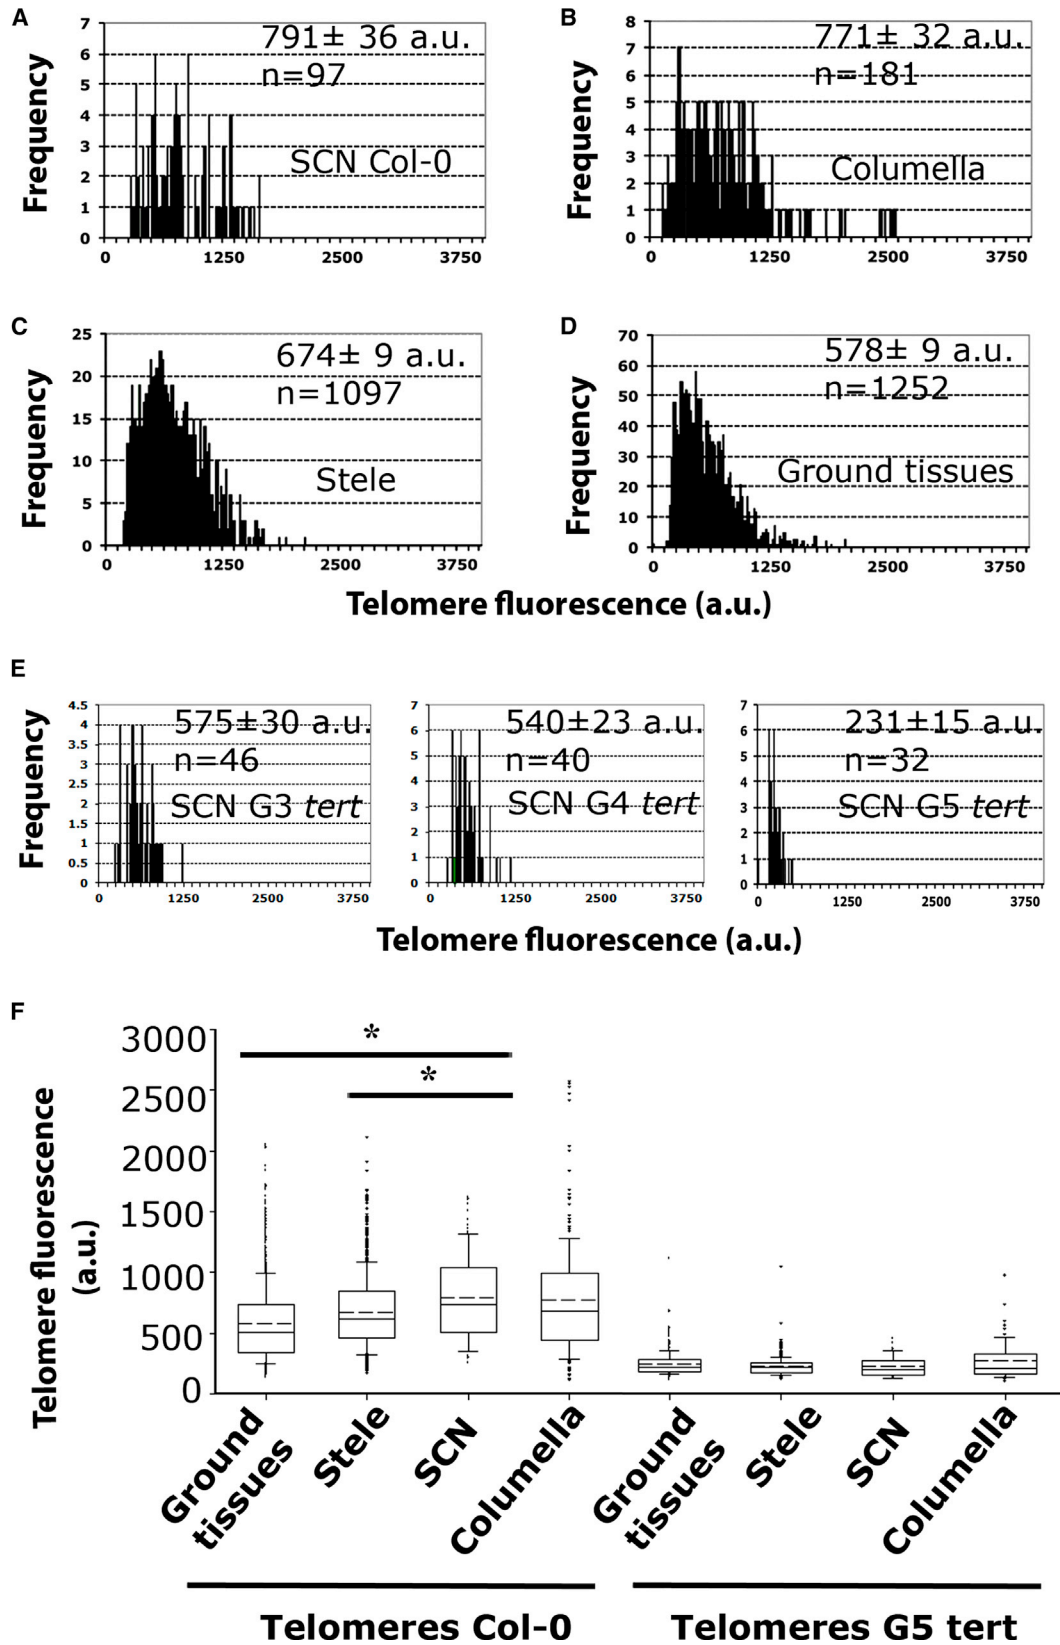 A
Frequency
7
6
5
4
3
2
1
0
791± 36 a.u.
n=97
SCN Col-0
0 1250 2500 3750
B
Frequency
8
7
6
5
4
3
2
1
0
771± 32 a.u.
n=181
Columella
0 1250 2500 3750
C
Frequency
25
20
15
10
5
0
674± 9 a.u.
n=1097
Stele
0 1250 2500 3750
D
Frequency
70
60
50
40
30
20
10
0
578± 9 a.u.
n=1252
Ground tissues
0 1250 2500 3750
Telomere fluorescence (a.u.)
E
Frequency
4.5
4
3.5
3
2.5
2
1.5
1
0.5
0
575±30 a.u.
n=46
SCN G3 tert
0 1250 2500 3750
7
6
5
4
3
2
1
0
540±23 a.u.
n=40
SCN G4 tert
0 1250 2500 3750
7
6
5
4
3
2
1
0
231±15 a.u.
n=32
SCN G5 tert
0 1250 2500 3750
Telomere fluorescence (a.u.)
F
Telomere fluorescence
(a.u.)
3000
2500
2000
1500
1000
500
0
*
*
Ground
tissues
Stele
SCN
Columella
Ground
tissues
Stele
SCN
Columella
Telomeres Col-0
Telomeres G5 tert